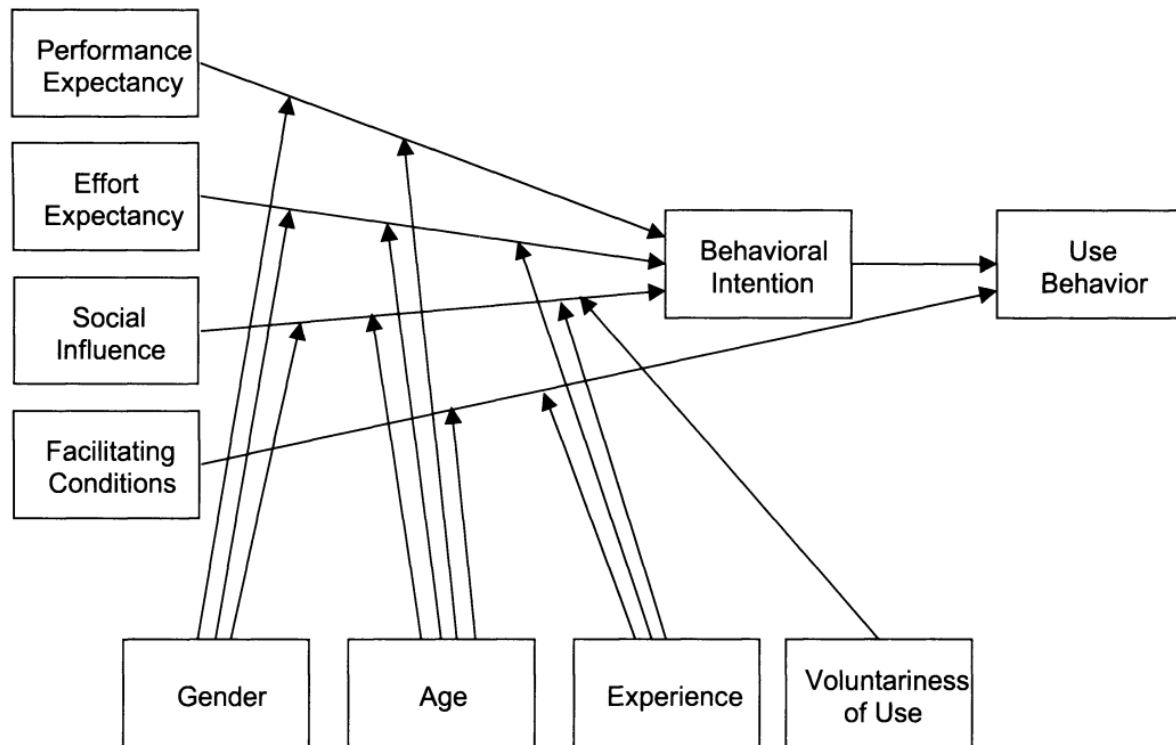 Performance
Expectancy
Effort
Expectancy
Social
Influence
Facilitating
Conditions
Behavioral
Intention
Use
Behavior
Gender
Age
Experience
Voluntariness
of Use